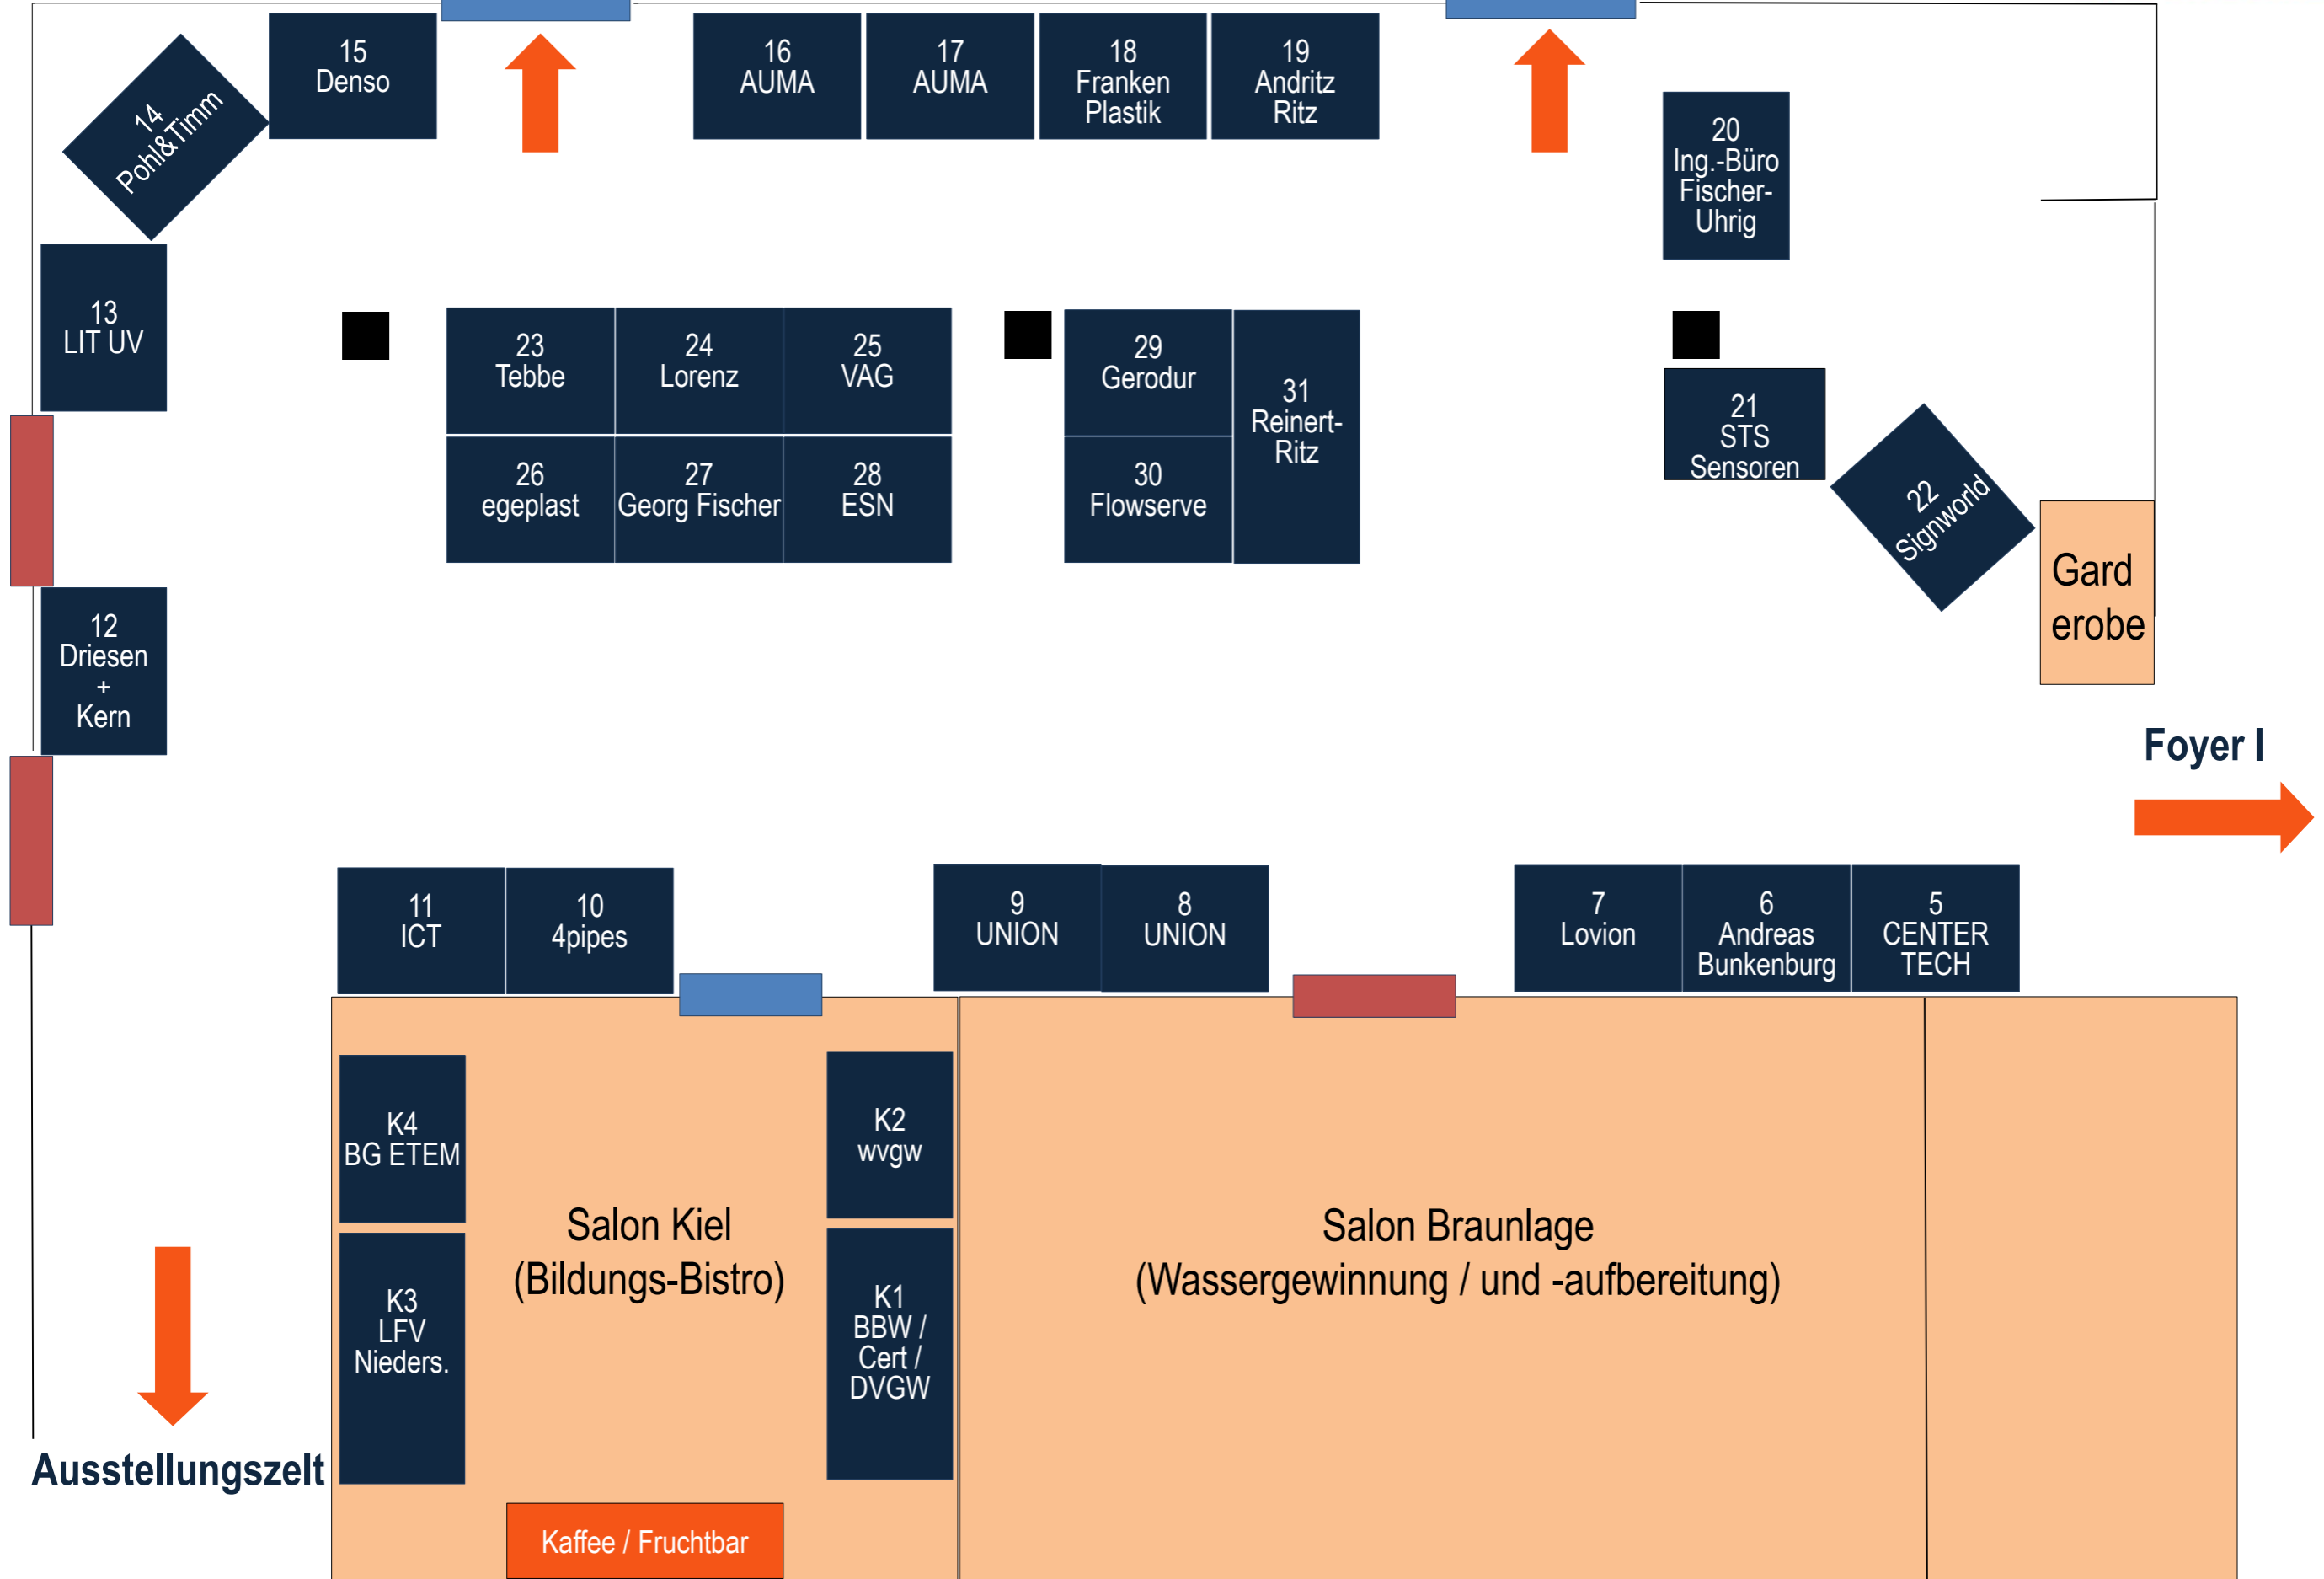 15
Denso
16
AUMA
17
AUMA
18
Franken
Plastik
19
Andritz
Ritz
14
Pohl&Timm
20
Ing.-Büro
Fischer-
Uhrig
13
LIT UV
23
Tebbe
24
Lorenz
25
VAG
29
Gerodur
31
Reinert-
Ritz
21
STS
Sensoren
26
egeplast
27
Georg Fischer
28
ESN
30
Flowserve
22
Signworld
Gard
erobe
12
Driesen
+
Kern
Foyer I
11
ICT
10
4pipes
9
UNION
8
UNION
7
Lovion
6
Andreas
Bunkenburg
5
CENTER
TECH
K4
BG ETEM
K2
wvgw
Salon Kiel
(Bildungs-Bistro)
Salon Braunlage
(Wassergewinnung / und -aufbereitung)
K3
LFV
Nieders.
K1
BBW /
Cert /
DVGW
Ausstellungszelt
Kaffee / Fruchtbar